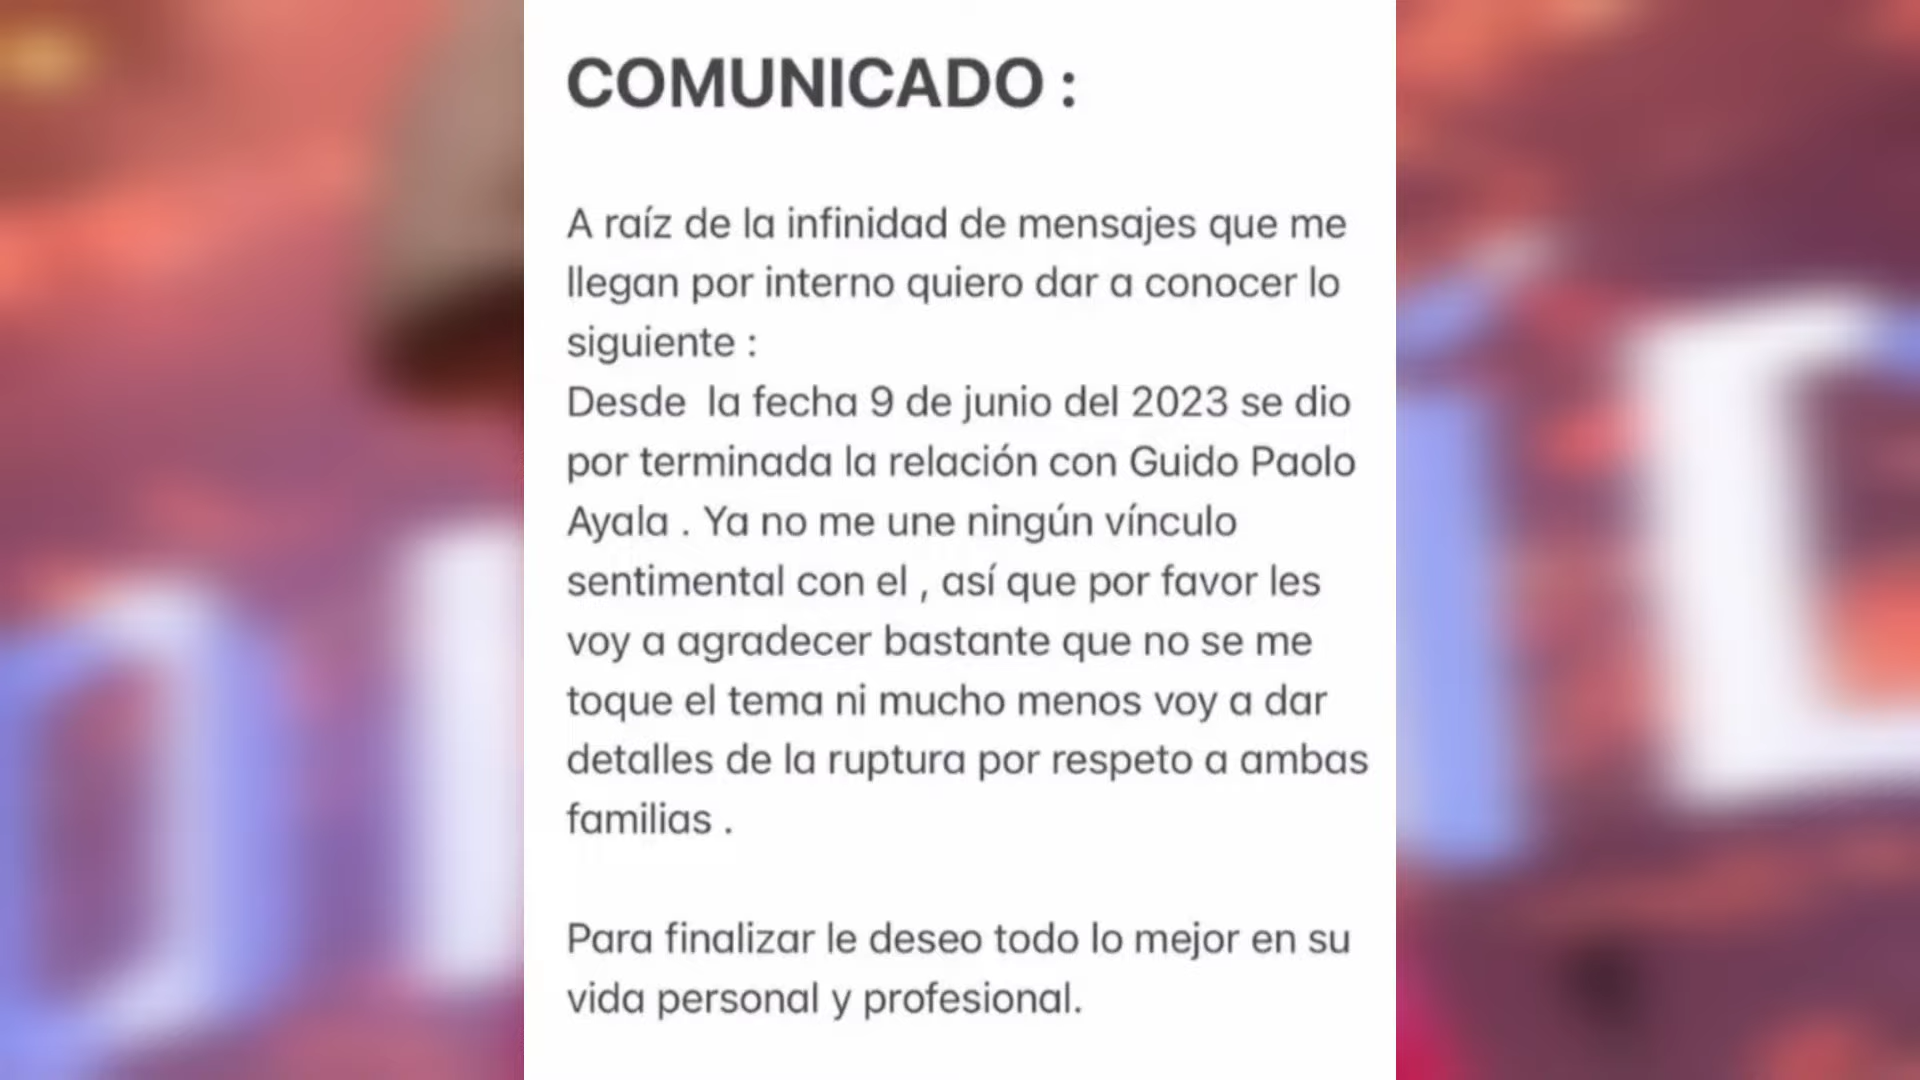 COMUNICADO :
A raíz de la infinidad de mensajes que me
llegan por interno quiero dar a conocer lo
siguiente :
Desde  la fecha 9 de junio del 2023 se dio
por terminada la relación con Guido Paolo
Ayala . Ya no me une ningún vínculo
sentimental con el , así que por favor les
voy a agradecer bastante que no se me
toque el tema ni mucho menos voy a dar
detalles de la ruptura por respeto a ambas
familias .
Para finalizar le deseo todo lo mejor en su
vida personal y profesional.